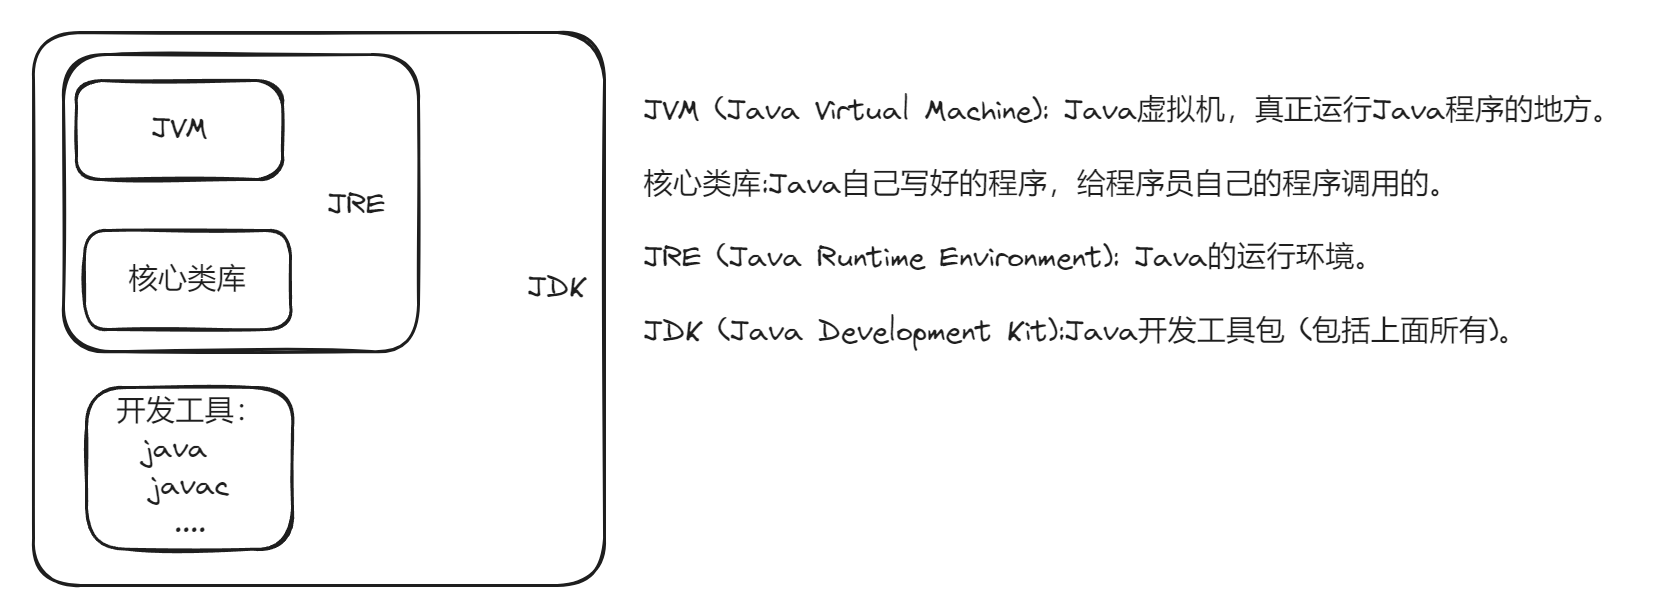 JVM
JRE
核心类库
JDK
开发工具：
java
javac
....
JVM（Java Virtual Machine）：Java虚拟机，真正运行Java程序的地方。
核心类库:Java自己写好的程序，给程序员自己的程序调用的。
JRE（Java Runtime Environment）：Java的运行环境。
JDK（Java Development Kit）:Java开发工具包（包括上面所有）。